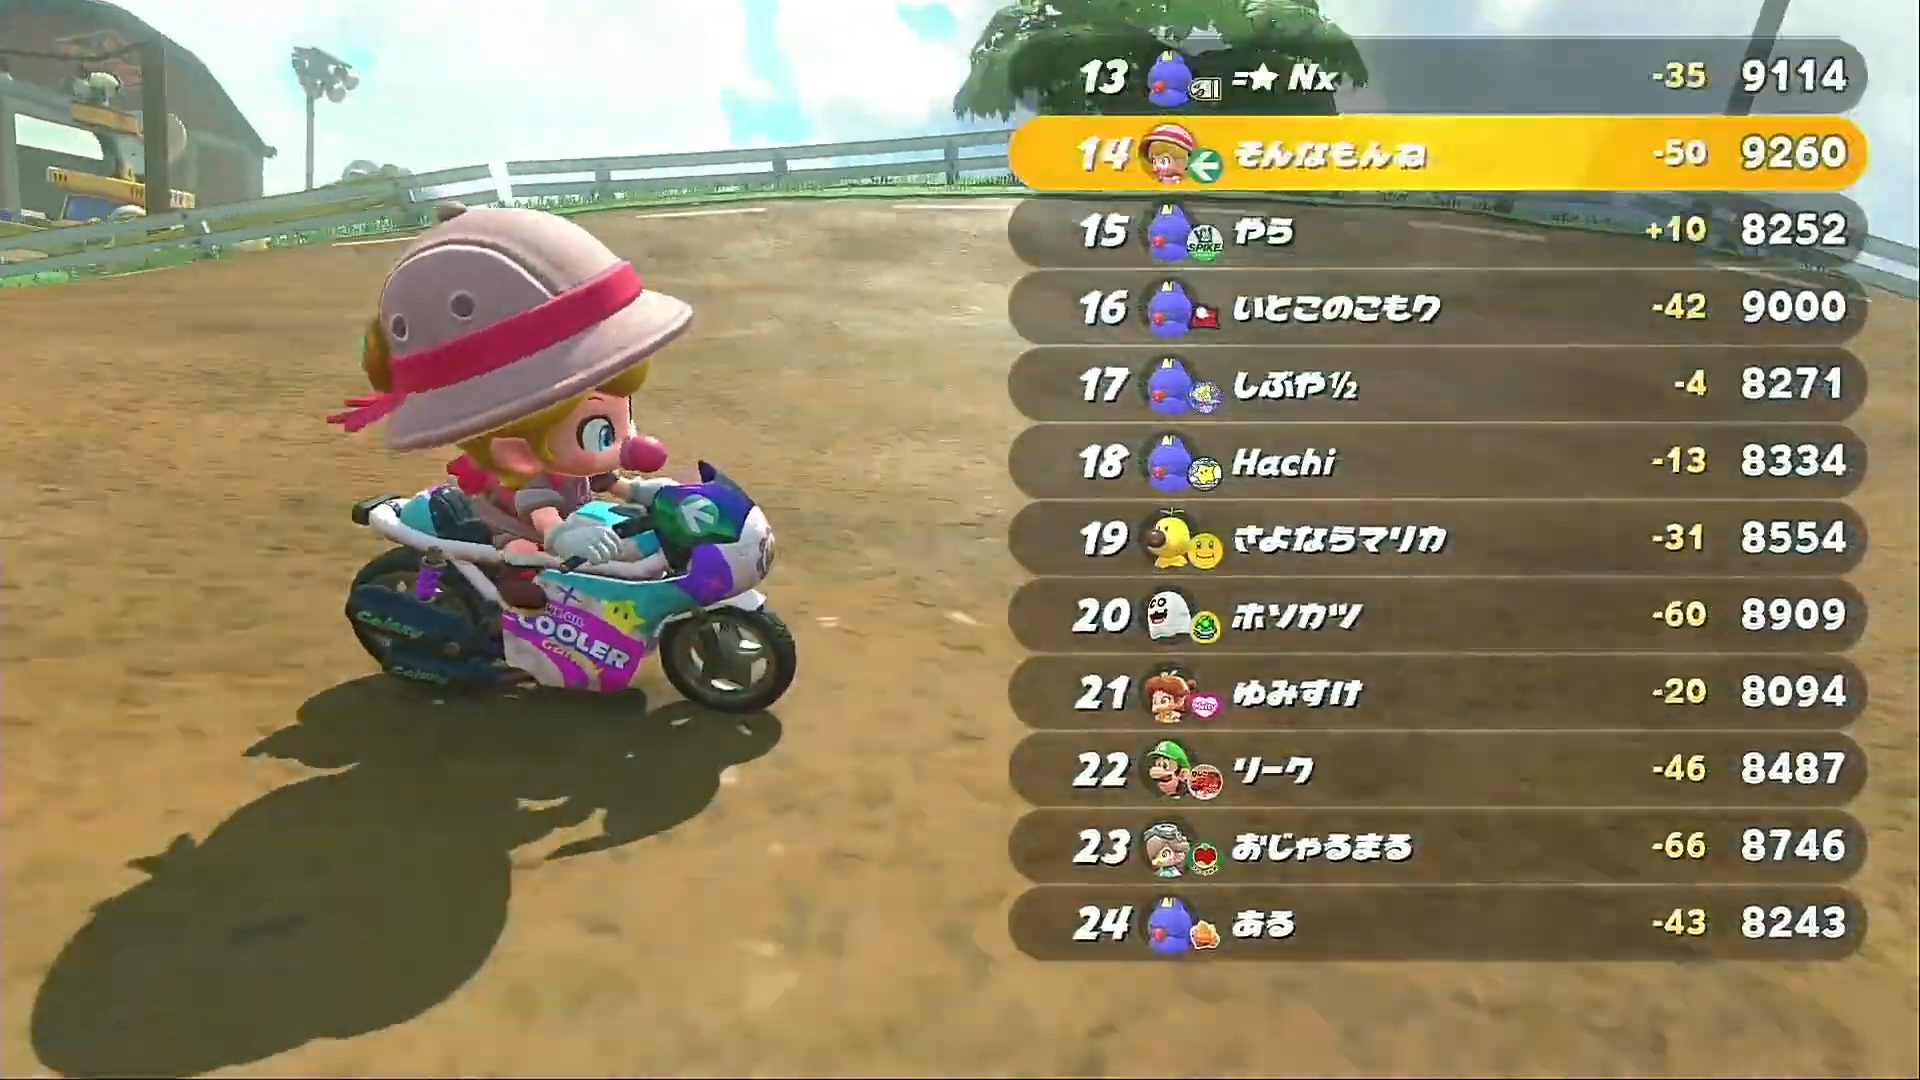 13 =★ Nx -35 9114
14 そんなもんね -50 9260
15 SPIKE やら +10 8252
16 いとこのこもク -42 9000
17 しぶや½ -4 8271
18 Hachi -13 8334
19 さよならマリカ -31 8554
20 ホソカツ -60 8909
21 ゆみすけ -20 8094
22 リーク -46 8487
23 おじゃるまる -66 8746
24 ある -43 8243
COOLER
Galaxy